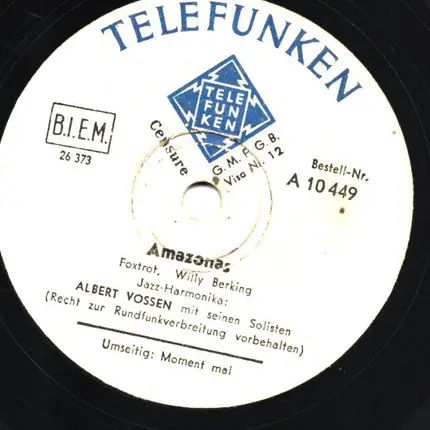 TELEFUNKEN
TELE
FUN
KEN
B.I.E.M.
26 373
Censure
G.M.F.G.B.
Visa Nr. 12
Bestell-Nr.
A 10 449
Amazonas
Foxtrot. Willy Berking
Jazz-Harmonika:
ALBERT VOSSEN mit seinen Solisten
(Recht zur Rundfunkverbreitung vorbehalten)
Umseitig: Moment mal